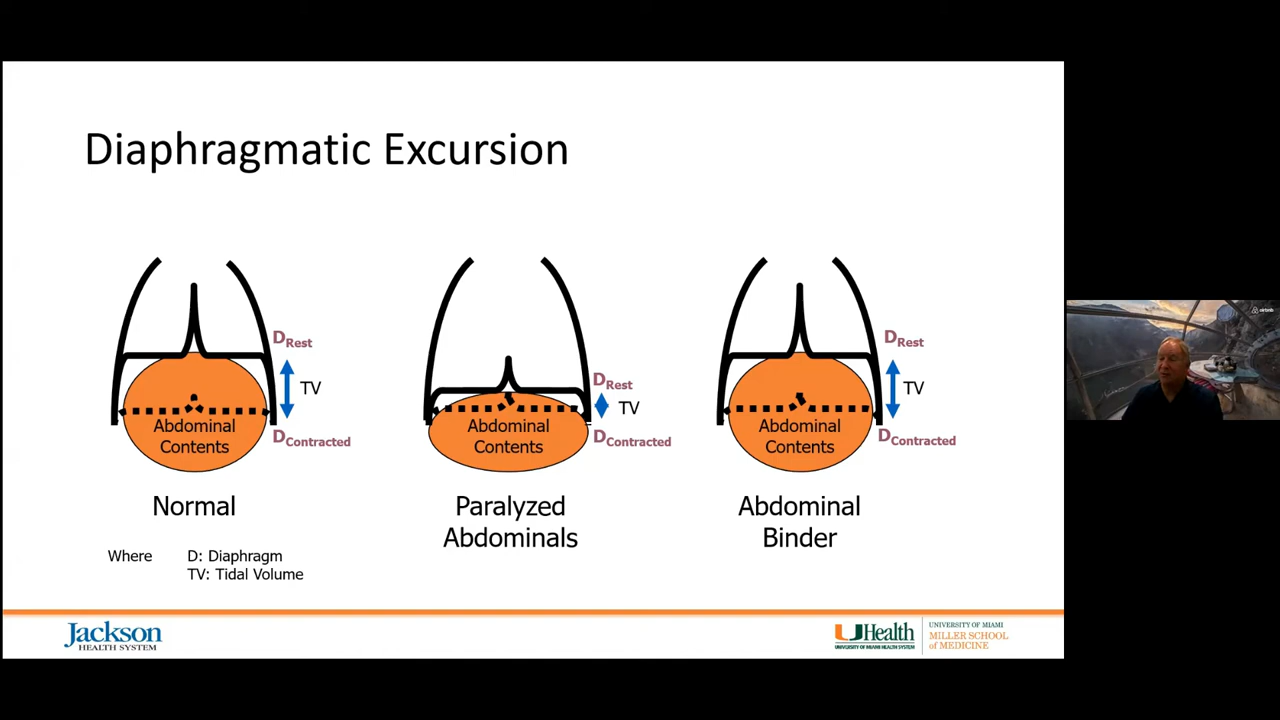 Diaphragmatic Excursion
D Rest
TV
D Contracted
Abdominal
Contents
Normal
D Rest
TV
D Contracted
Abdominal
Contents
Paralyzed
Abdominals
D Rest
TV
D Contracted
Abdominal
Contents
Abdominal
Binder
Where D: Diaphragm
TV: Tidal Volume
Jackson
HEALTH SYSTEM
UHealth
UNIVERSITY OF MIAMI HEALTH SYSTEM
UNIVERSITY OF MIAMI
MILLER SCHOOL
of MEDICINE
airbnb